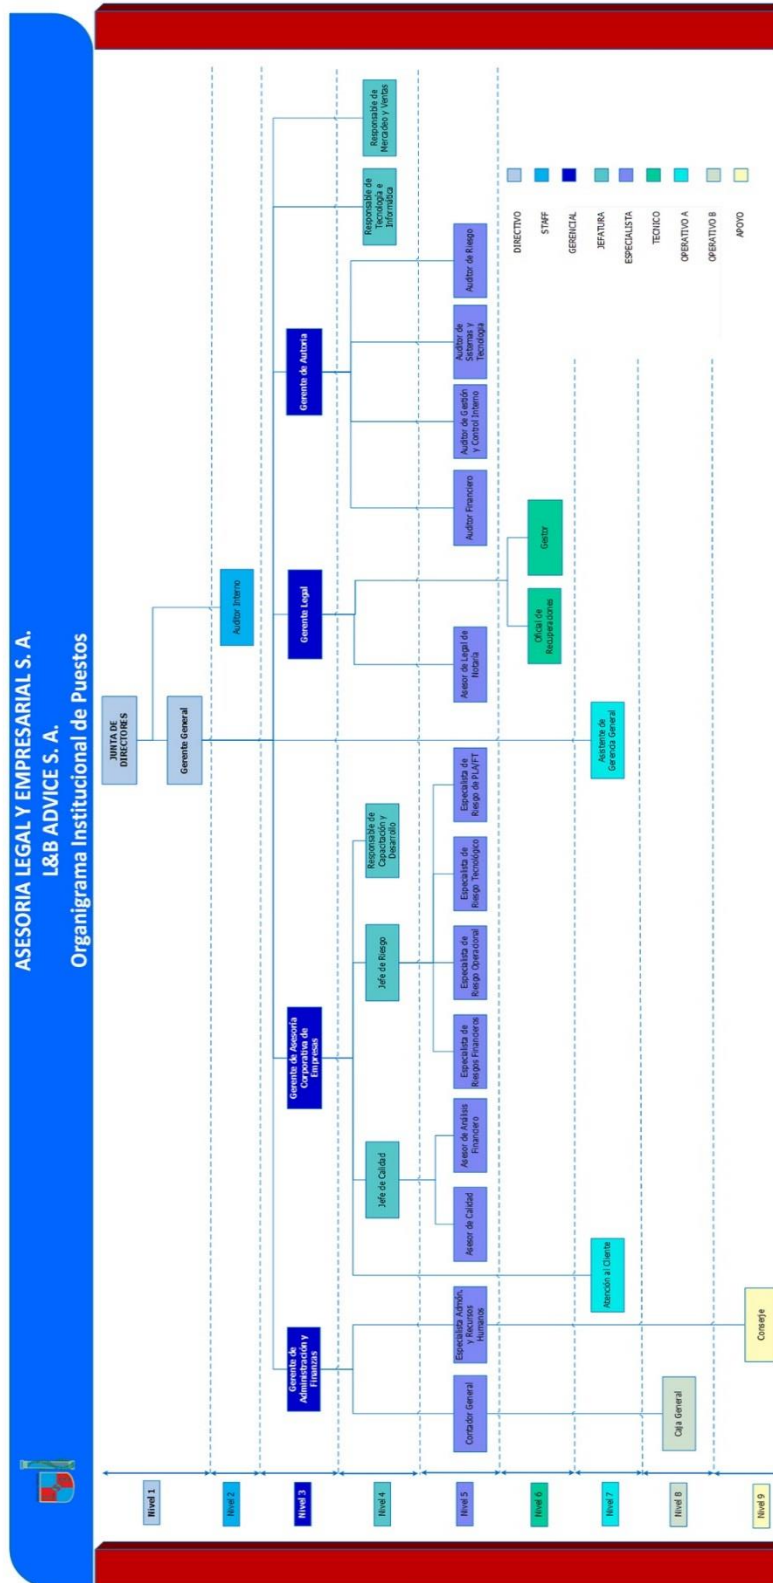 ASESORIA LEGAL Y EMPRESARIAL S. A.
L&B ADVICE S. A.
Organigrama Institucional de Puestos
Nivel 1
JUNTA DE
DIRECTORES
Gerente General
Nivel 2
Auditor Interno
Nivel 3
Gerente de
Administración y
Finanzas
Gerente de Asesoría
Corporativa de
Empresas
Gerente Legal
Gerente de Autoria
Nivel 4
Jefe de Calidad
Jefe de Riesgo
Responsable de
Capacitación y
Desarrollo
Responsable de
Tecnología e
Informática
Responsable de
Mercadeo y Ventas
Nivel 5
Contador General
Especialista Admón.
y Recursos
Humanos
Asesor de Calidad
Asesor de Análisis
Financiero
Especialista de
Riesgos Financieros
Especialista de
Riesgo Operacional
Especialista de
Riesgo Tecnológico
Especialista de
Riesgo de PLA/FT
Asesor de Legal de
Notaría
Auditor Financiero
Auditor de Gestión
y Control Interno
Auditor de
Sistemas y
Tecnología
Auditor de Riesgo
Nivel 6
Oficial de
Recuperaciones
Gestor
Nivel 7
Atención al Cliente
Asistente de
Gerencia General
Nivel 8
Caja General
Nivel 9
Conserje
DIRECTIVO
STAFF
GERENCIAL
JEFATURA
ESPECIALISTA
TECNICO
OPERATIVO A
OPERATIVO B
APOYO